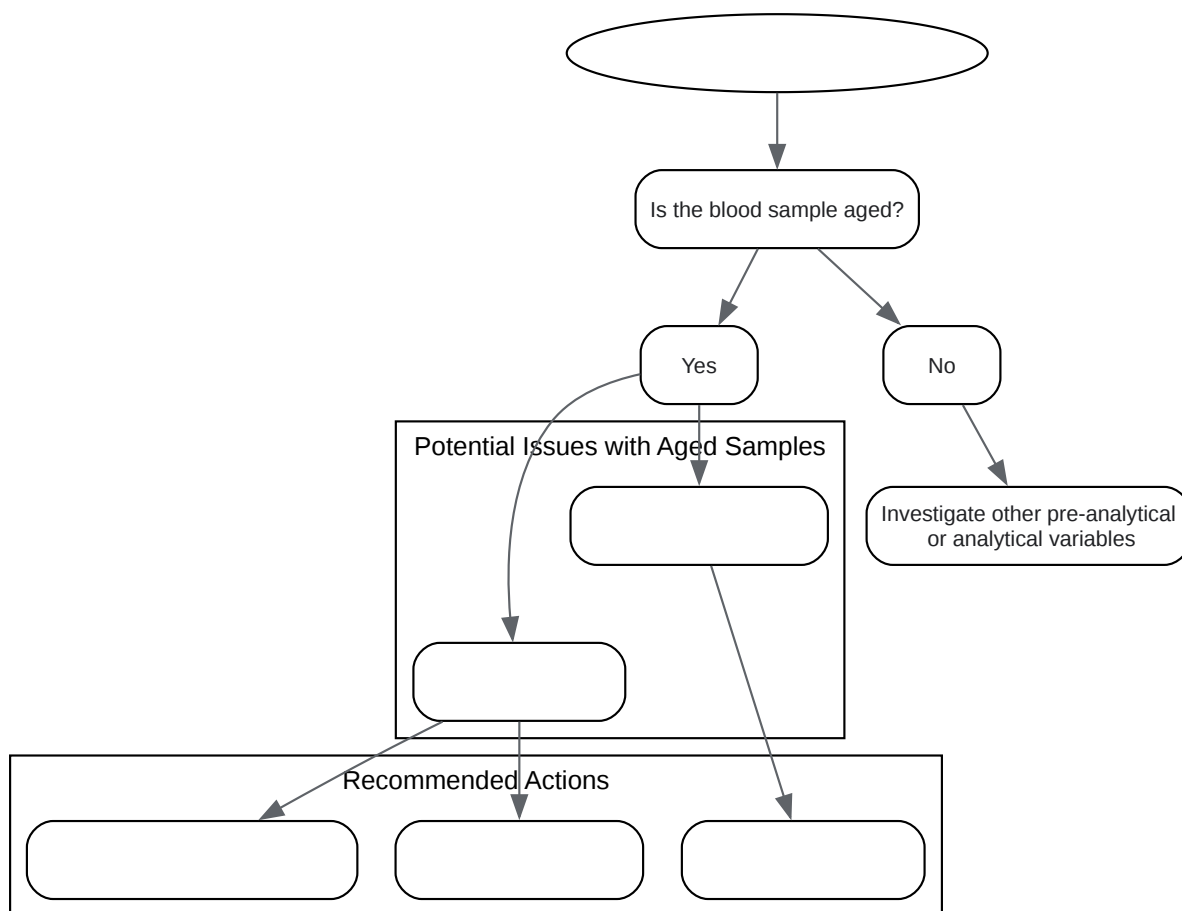 Is the blood sample aged?
Yes
No
Potential Issues with Aged Samples
Investigate other pre-analytical
or analytical variables
Recommended Actions